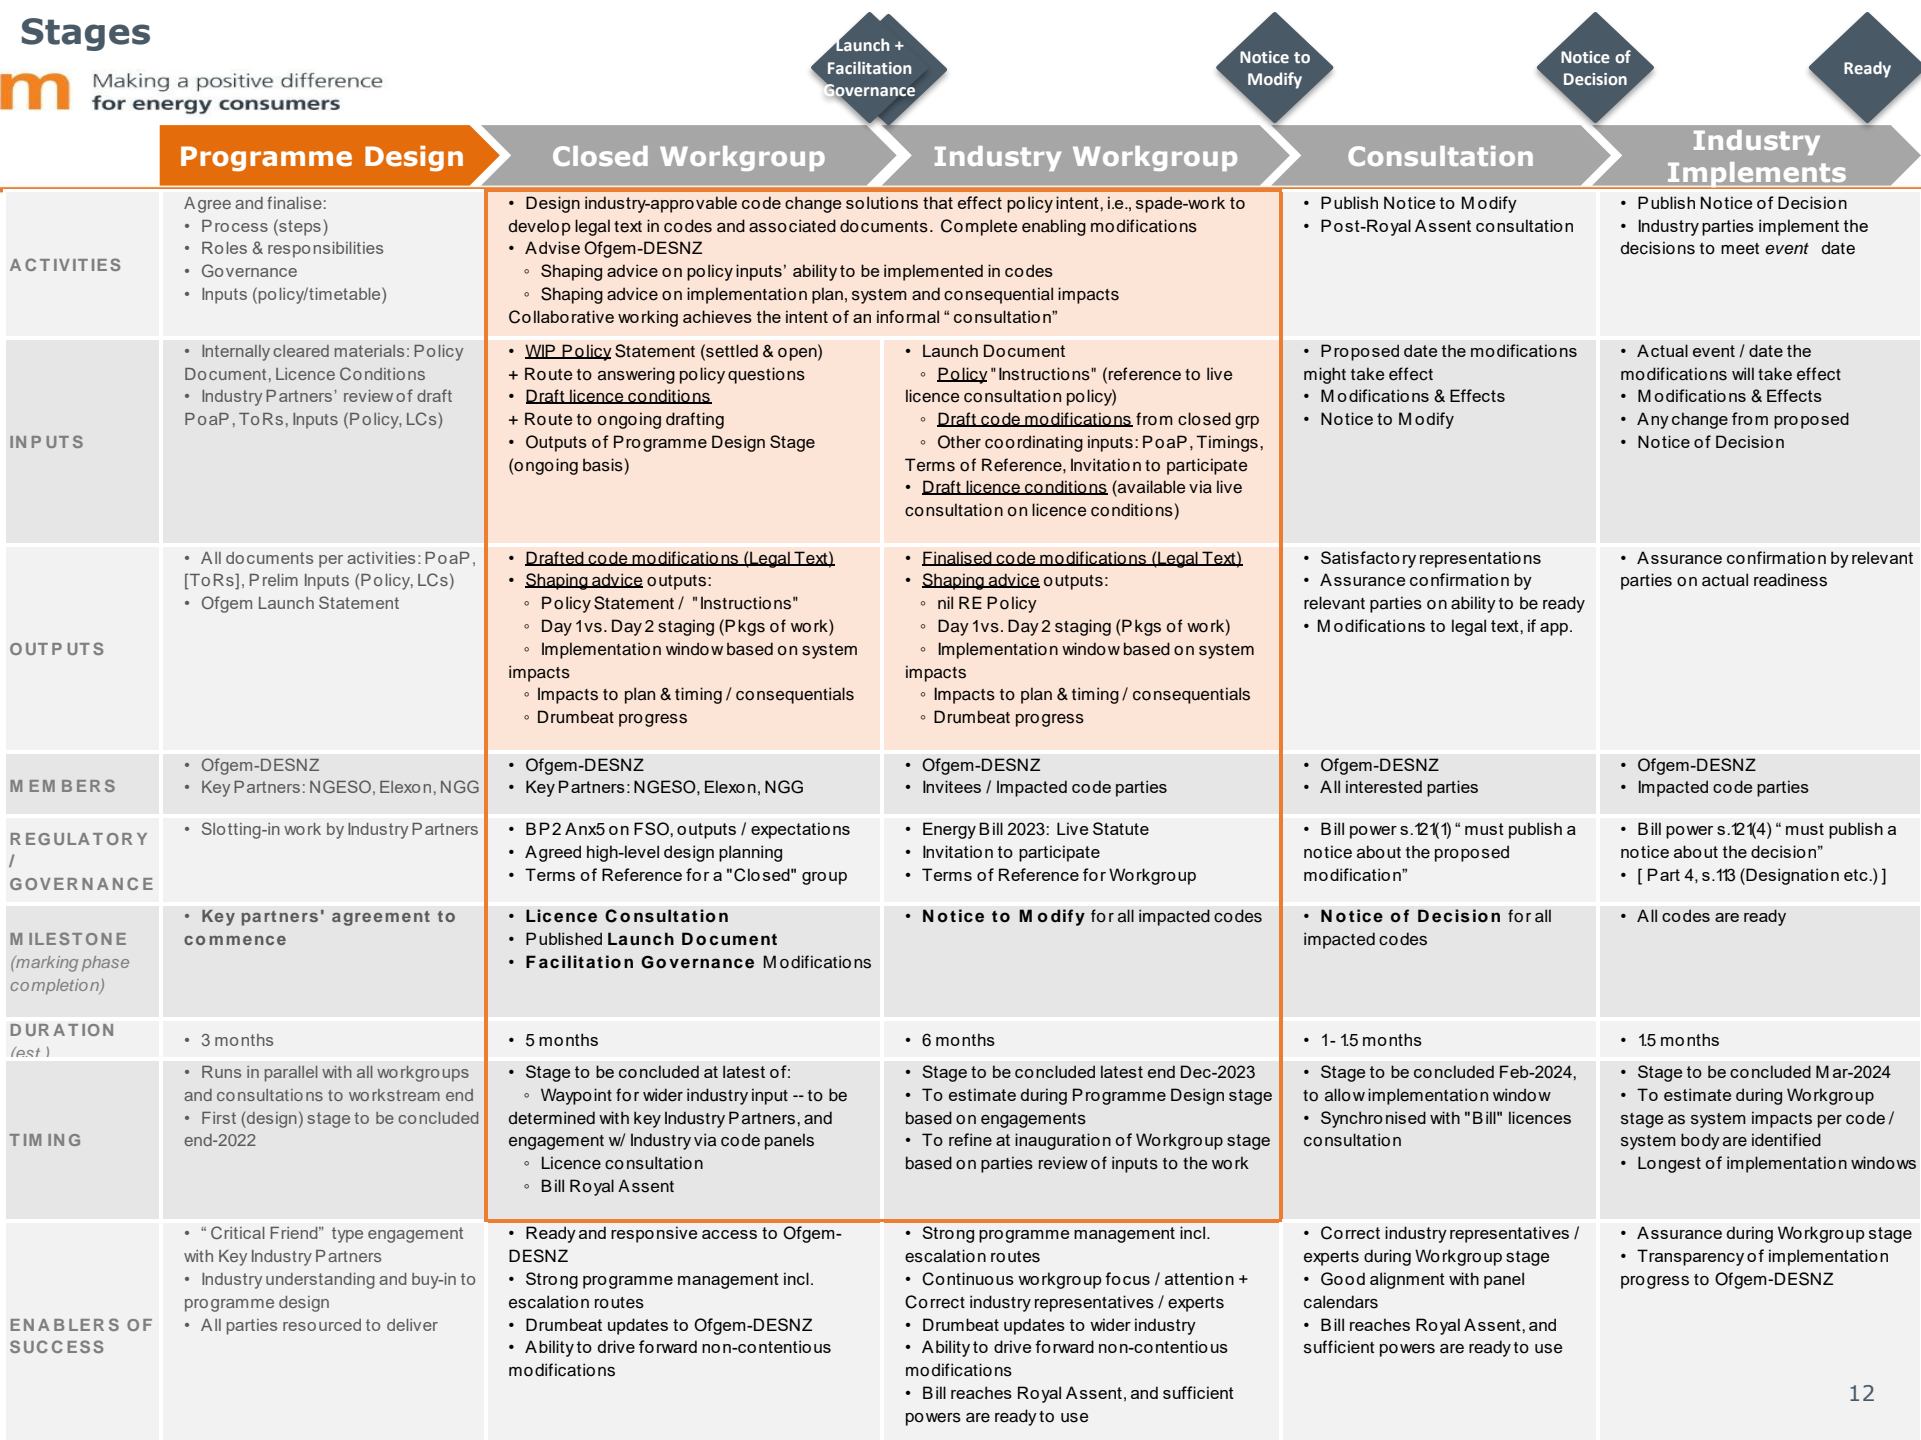 Stages
m Making a positive difference
for energy consumers
Launch +
Facilitation
Governance
Notice to
Modify
Notice of
Decision
Ready
Programme Design
Closed Workgroup
Industry Workgroup
Consultation
Industry
Implements
ACTIVITIES
Agree and finalise:
• Process (steps)
• Roles & responsibilities
• Governance
• Inputs (policy/timetable)
• Design industry-approvable code change solutions that effect policy intent, i.e., spade-work to
develop legal text in codes and associated documents. Complete enabling modifications
• Advise Ofgem-DESNZ
◦ Shaping advice on policy inputs’ ability to be implemented in codes
◦ Shaping advice on implementation plan, system and consequential impacts
Collaborative working achieves the intent of an informal “consultation”
• Publish Notice to Modify
• Post-Royal Assent consultation
• Publish Notice of Decision
• Industry parties implement the
decisions to meet event date
INPUTS
• Internally cleared materials: Policy
Document, Licence Conditions
• Industry Partners’ review of draft
PoaP, ToRs, Inputs (Policy, LCs)
• WIP Policy Statement (settled & open)
+ Route to answering policy questions
• Draft licence conditions
+ Route to ongoing drafting
• Outputs of Programme Design Stage
(ongoing basis)
• Launch Document
◦ Policy "Instructions" (reference to live
licence consultation policy)
◦ Draft code modifications from closed grp
◦ Other coordinating inputs: PoaP, Timings,
Terms of Reference, Invitation to participate
• Draft licence conditions (available via live
consultation on licence conditions)
• Proposed date the modifications
might take effect
• Modifications & Effects
• Notice to Modify
• Actual event / date the
modifications will take effect
• Modifications & Effects
• Any change from proposed
• Notice of Decision
OUTPUTS
• All documents per activities: PoaP,
[ToRs], Prelim Inputs (Policy, LCs)
• Ofgem Launch Statement
• Drafted code modifications (Legal Text)
• Shaping advice outputs:
◦ Policy Statement / "Instructions"
◦ Day 1 vs. Day 2 staging (Pkgs of work)
◦ Implementation window based on system
impacts
◦ Impacts to plan & timing / consequentials
◦ Drumbeat progress
• Finalised code modifications (Legal Text)
• Shaping advice outputs:
◦ nil RE Policy
◦ Day 1 vs. Day 2 staging (Pkgs of work)
◦ Implementation window based on system
impacts
◦ Impacts to plan & timing / consequentials
◦ Drumbeat progress
• Satisfactory representations
• Assurance confirmation by
relevant parties on ability to be ready
• Modifications to legal text, if app.
• Assurance confirmation by relevant
parties on actual readiness
MEMBERS
• Ofgem-DESNZ
• Key Partners: NGESO, Elexon, NGG
• Ofgem-DESNZ
• Key Partners: NGESO, Elexon, NGG
• Ofgem-DESNZ
• Invitees / Impacted code parties
• Ofgem-DESNZ
• All interested parties
• Ofgem-DESNZ
• Impacted code parties
REGULATORY
/
GOVERNANCE
• Slotting-in work by Industry Partners
• BP2 Anx5 on FSO, outputs / expectations
• Agreed high-level design planning
• Terms of Reference for a "Closed" group
• Energy Bill 2023: Live Statute
• Invitation to participate
• Terms of Reference for Workgroup
• Bill power s.121(1) “must publish a
notice about the proposed
modification”
• Bill power s.121(4) “must publish a
notice about the decision”
• [ Part 4, s.113 (Designation etc.) ]
MILESTONE
(marking phase
completion)
• Key partners' agreement to
commence
• Licence Consultation
• Published Launch Document
• Facilitation Governance Modifications
• Notice to Modify for all impacted codes
• Notice of Decision for all
impacted codes
• All codes are ready
DURATION
(est.)
• 3 months
• 5 months
• 6 months
• 1- 1.5 months
• 1.5 months
TIMING
• Runs in parallel with all workgroups
and consultations to workstream end
• First (design) stage to be concluded
end-2022
• Stage to be concluded at latest of:
◦ Waypoint for wider industry input -- to be
determined with key Industry Partners, and
engagement w/ Industry via code panels
◦ Licence consultation
◦ Bill Royal Assent
• Stage to be concluded latest end Dec-2023
• To estimate during Programme Design stage
based on engagements
• To refine at inauguration of Workgroup stage
based on parties review of inputs to the work
• Stage to be concluded Feb-2024,
to allow implementation window
• Synchronised with "Bill" licences
consultation
• Stage to be concluded Mar-2024
• To estimate during Workgroup
stage as system impacts per code /
system body are identified
• Longest of implementation windows
ENABLERS OF
SUCCESS
• “Critical Friend” type engagement
with Key Industry Partners
• Industry understanding and buy-in to
programme design
• All parties resourced to deliver
• Ready and responsive access to Ofgem-
DESNZ
• Strong programme management incl.
escalation routes
• Drumbeat updates to Ofgem-DESNZ
• Ability to drive forward non-contentious
modifications
• Strong programme management incl.
escalation routes
• Continuous workgroup focus / attention +
Correct industry representatives / experts
• Drumbeat updates to wider industry
• Ability to drive forward non-contentious
modifications
• Bill reaches Royal Assent, and sufficient
powers are ready to use
• Correct industry representatives /
experts during Workgroup stage
• Good alignment with panel
calendars
• Bill reaches Royal Assent, and
sufficient powers are ready to use
• Assurance during Workgroup stage
• Transparency of implementation
progress to Ofgem-DESNZ
12